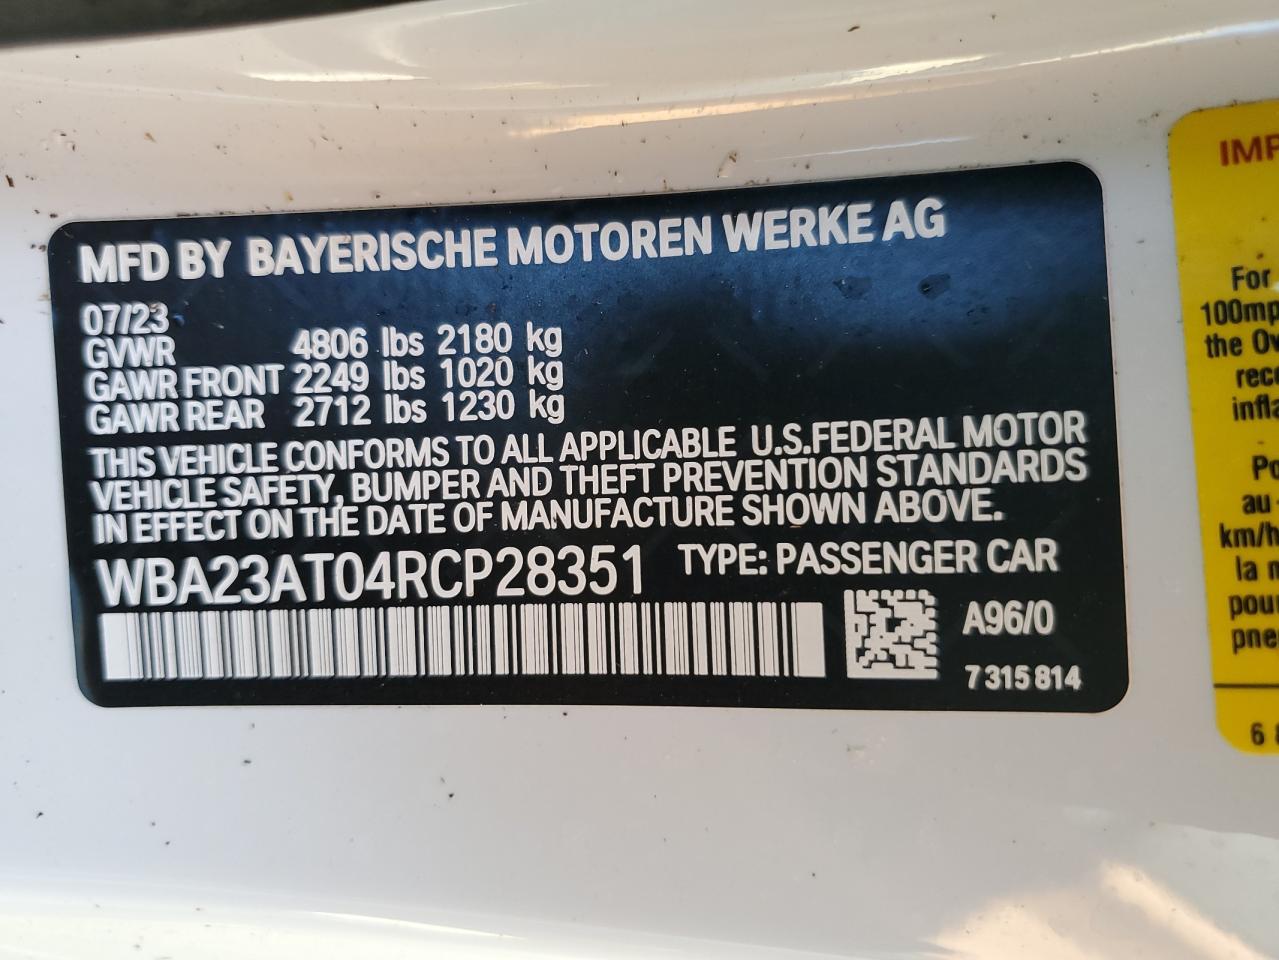 MFD BY BAYERISCHE MOTOREN WERKE AG
07/23
GVWR 4806 lbs 2180 kg
GAWR FRONT 2249 lbs 1020 kg
GAWR REAR 2712 lbs 1230 kg
THIS VEHICLE CONFORMS TO ALL APPLICABLE U.S.FEDERAL MOTOR
VEHICLE SAFETY, BUMPER AND THEFT PREVENTION STANDARDS
IN EFFECT ON THE DATE OF MANUFACTURE SHOWN ABOVE.
WBA23AT04RCP28351 TYPE: PASSENGER CAR
A96/0
7 315 814
IMP
For
100mp
the Ov
rece
infla
Po
au
km/h
la m
pour
pne
6 8